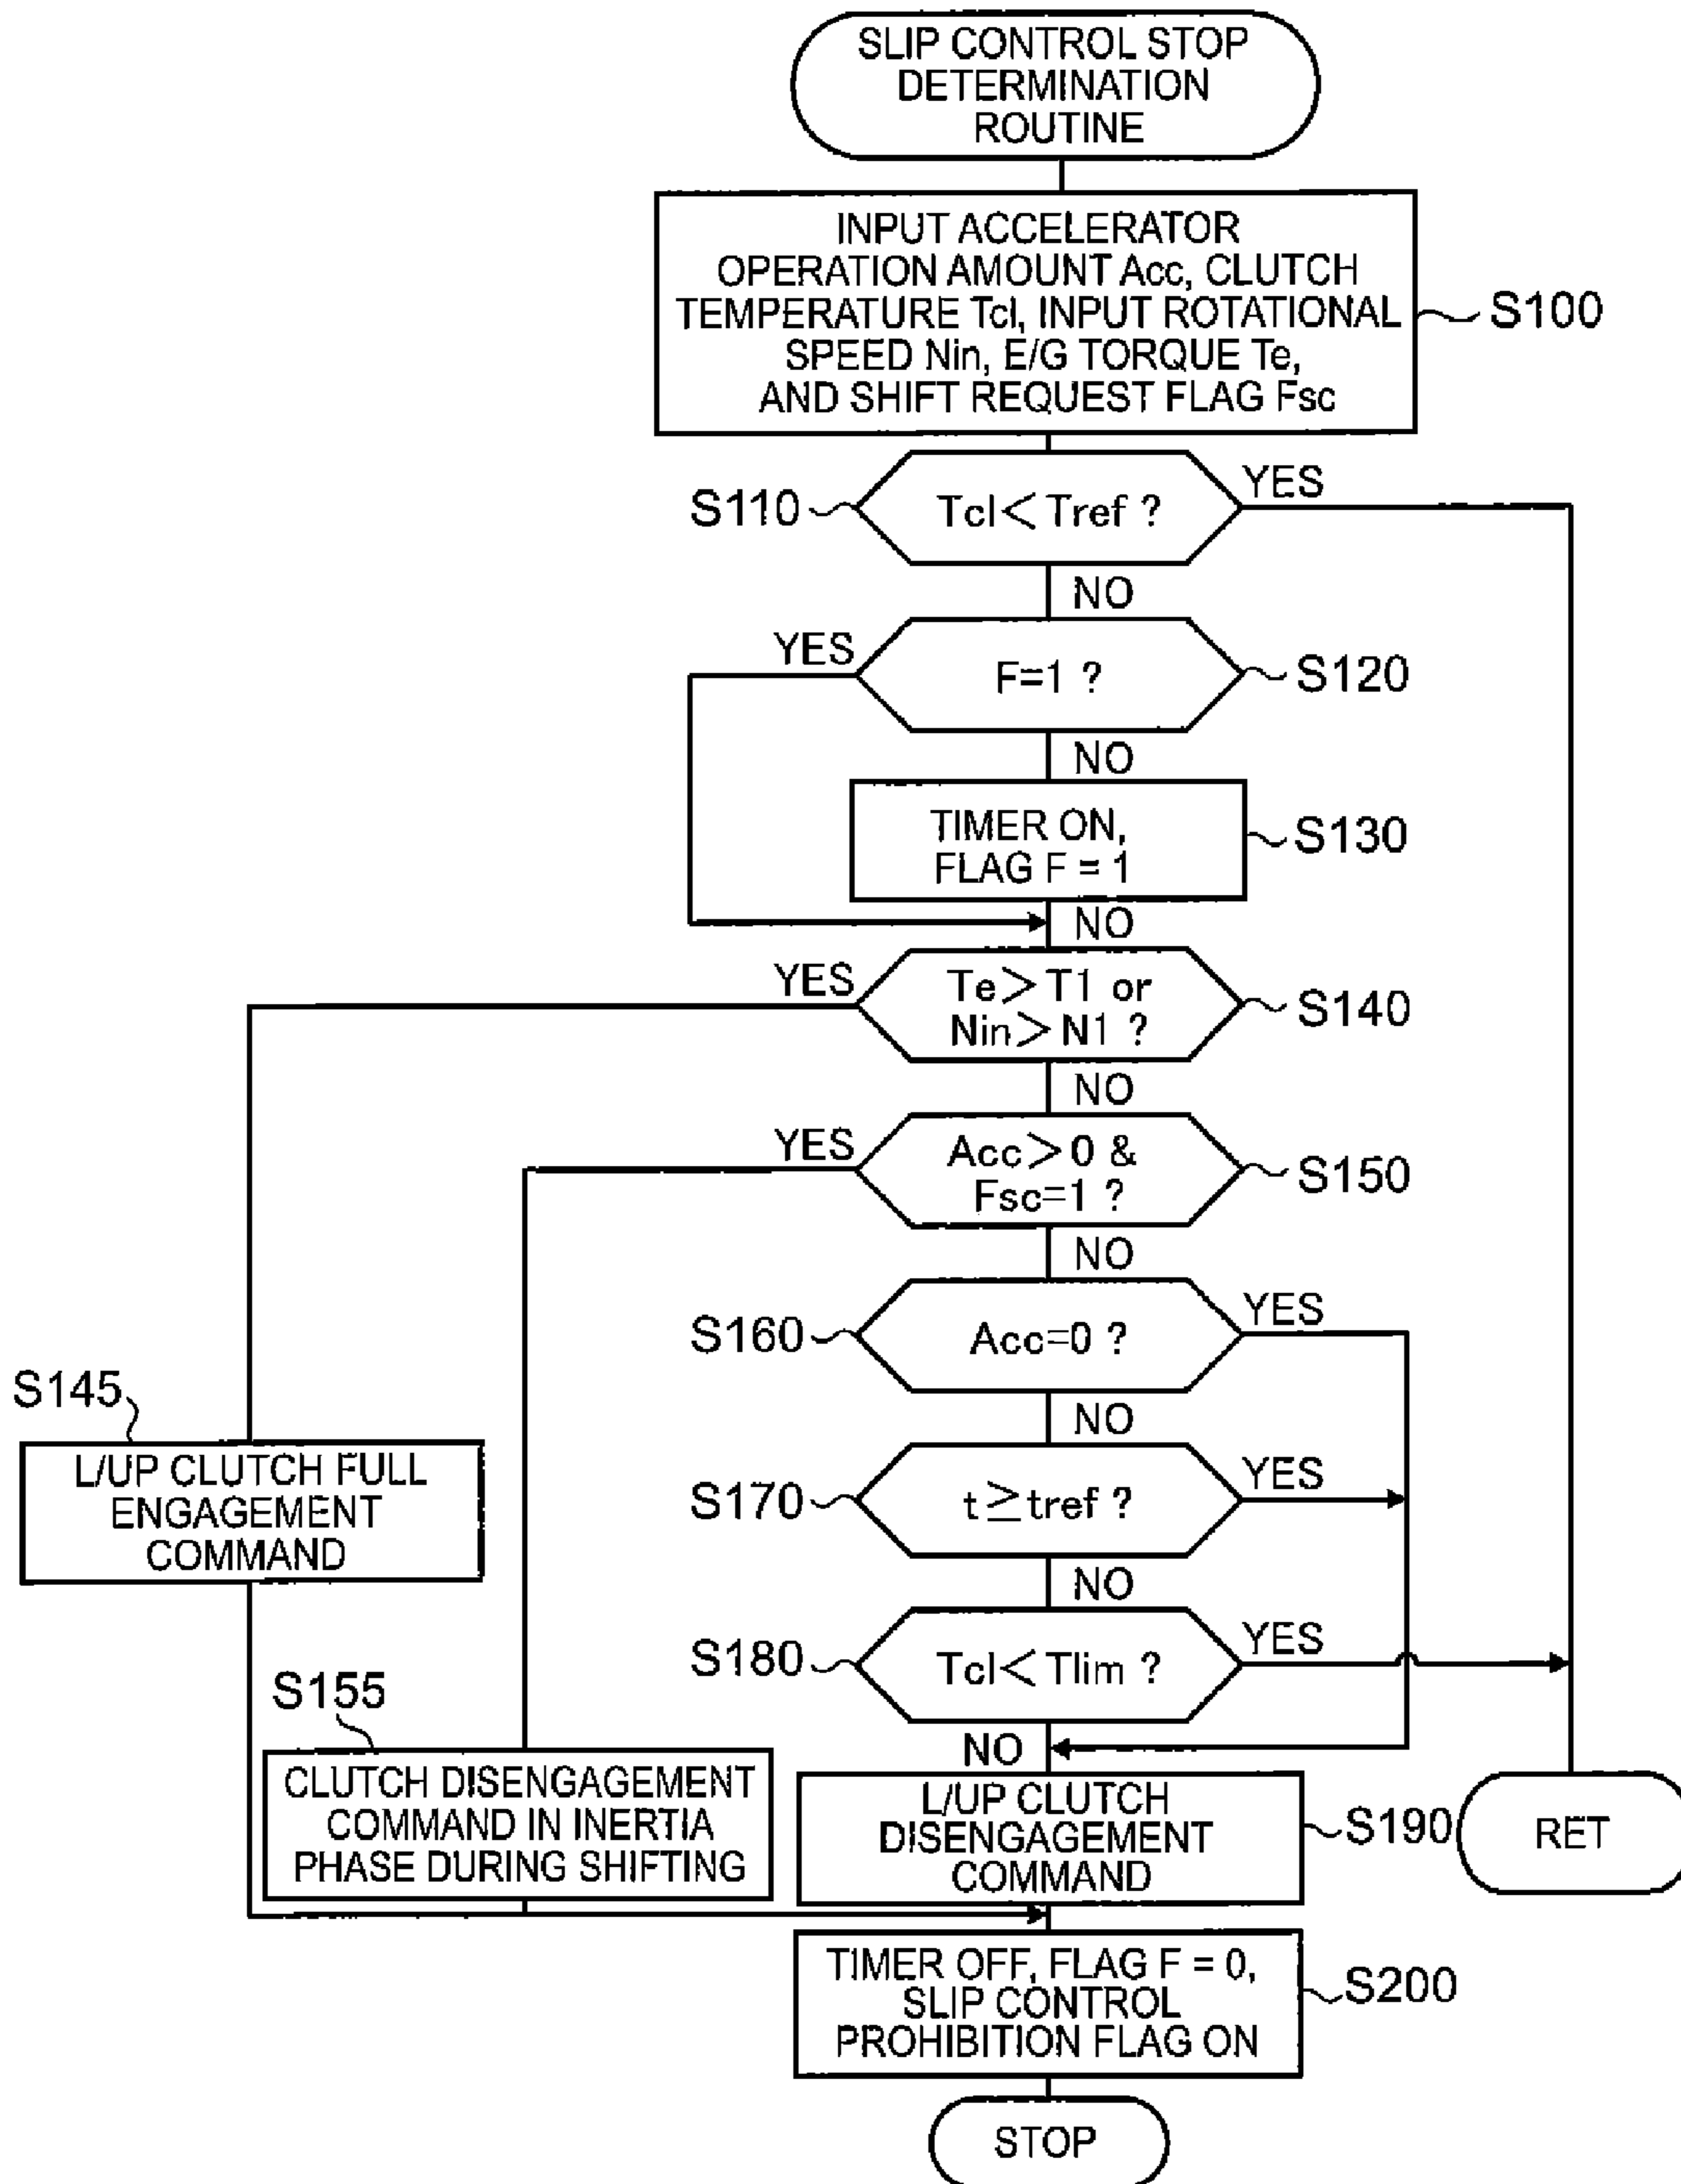 SLIP CONTROL STOP
DETERMINATION
ROUTINE
INPUT ACCELERATOR
OPERATION AMOUNT Acc, CLUTCH
TEMPERATURE Tcl, INPUT ROTATIONAL
SPEED Nin, E/G TORQUE Te,
AND SHIFT REQUEST FLAG Fsc
S100
S110
Tcl<Tref ?
YES
NO
YES
F=1 ?
S120
NO
TIMER ON,
FLAG F = 1
S130
NO
YES
Te>T1 or
Nin>N1 ?
S140
NO
YES
Acc>0 &
Fsc=1 ?
S150
NO
S160
Acc=0 ?
YES
NO
S145
L/UP CLUTCH FULL
ENGAGEMENT
COMMAND
S170
t≥tref ?
YES
NO
S180
Tcl<Tlim ?
YES
NO
S155
CLUTCH DISENGAGEMENT
COMMAND IN INERTIA
PHASE DURING SHIFTING
L/UP CLUTCH
DISENGAGEMENT
COMMAND
S190
RET
TIMER OFF, FLAG F = 0,
SLIP CONTROL
PROHIBITION FLAG ON
S200
STOP